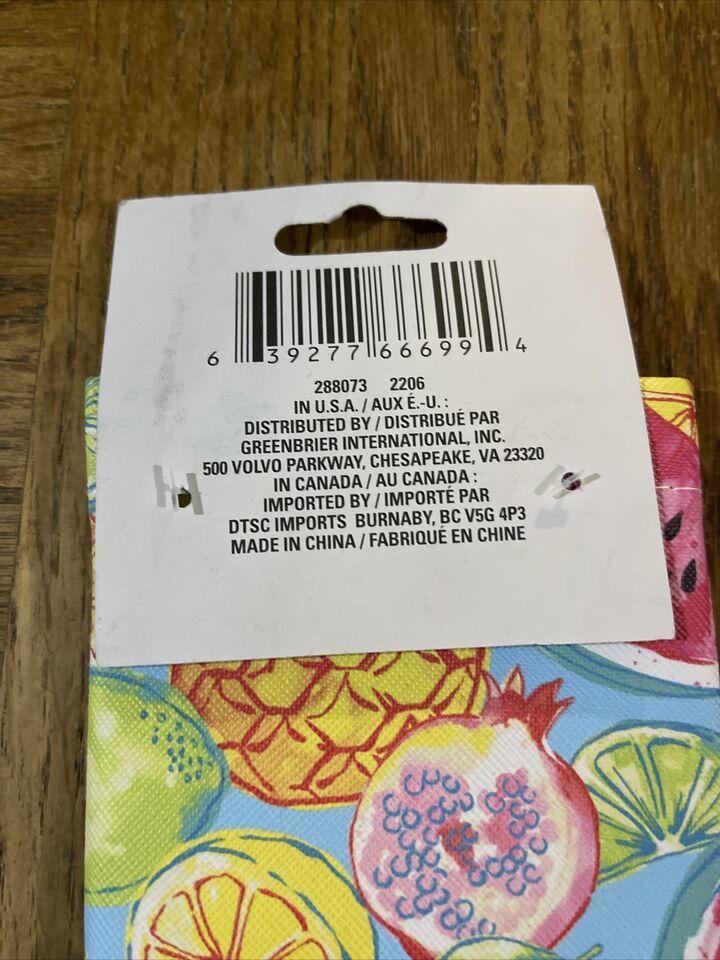 6 39277 66699 4
288073 2206
IN U.S.A. / AUX É.-U. :
DISTRIBUTED BY / DISTRIBUÉ PAR
GREENBRIER INTERNATIONAL, INC.
500 VOLVO PARKWAY, CHESAPEAKE, VA 23320
IN CANADA / AU CANADA :
IMPORTED BY / IMPORTÉ PAR
DTSC IMPORTS BURNABY, BC V5G 4P3
MADE IN CHINA / FABRIQUÉ EN CHINE